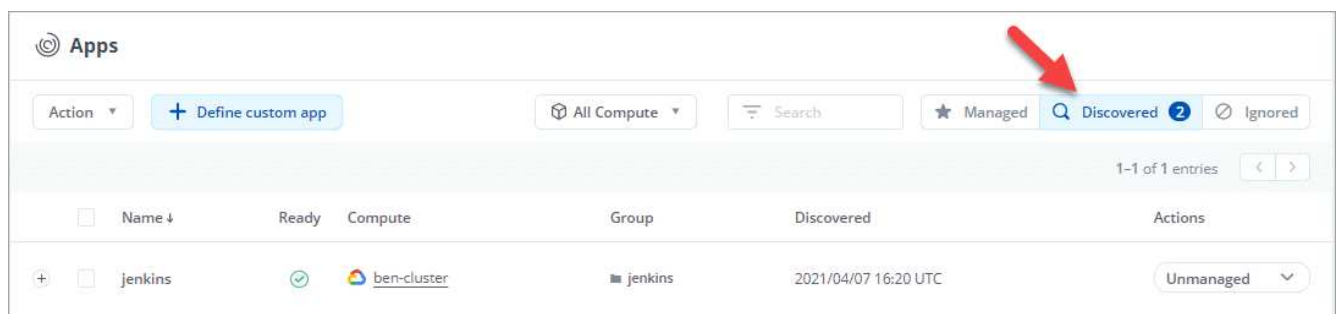 Apps
Action + Define custom app All Compute Search Managed Discovered 2 Ignored
1–1 of 1 entries < >
Name ↓ Ready Compute Group Discovered Actions
+ jenkins ben-cluster jenkins 2021/04/07 16:20 UTC Unmanaged